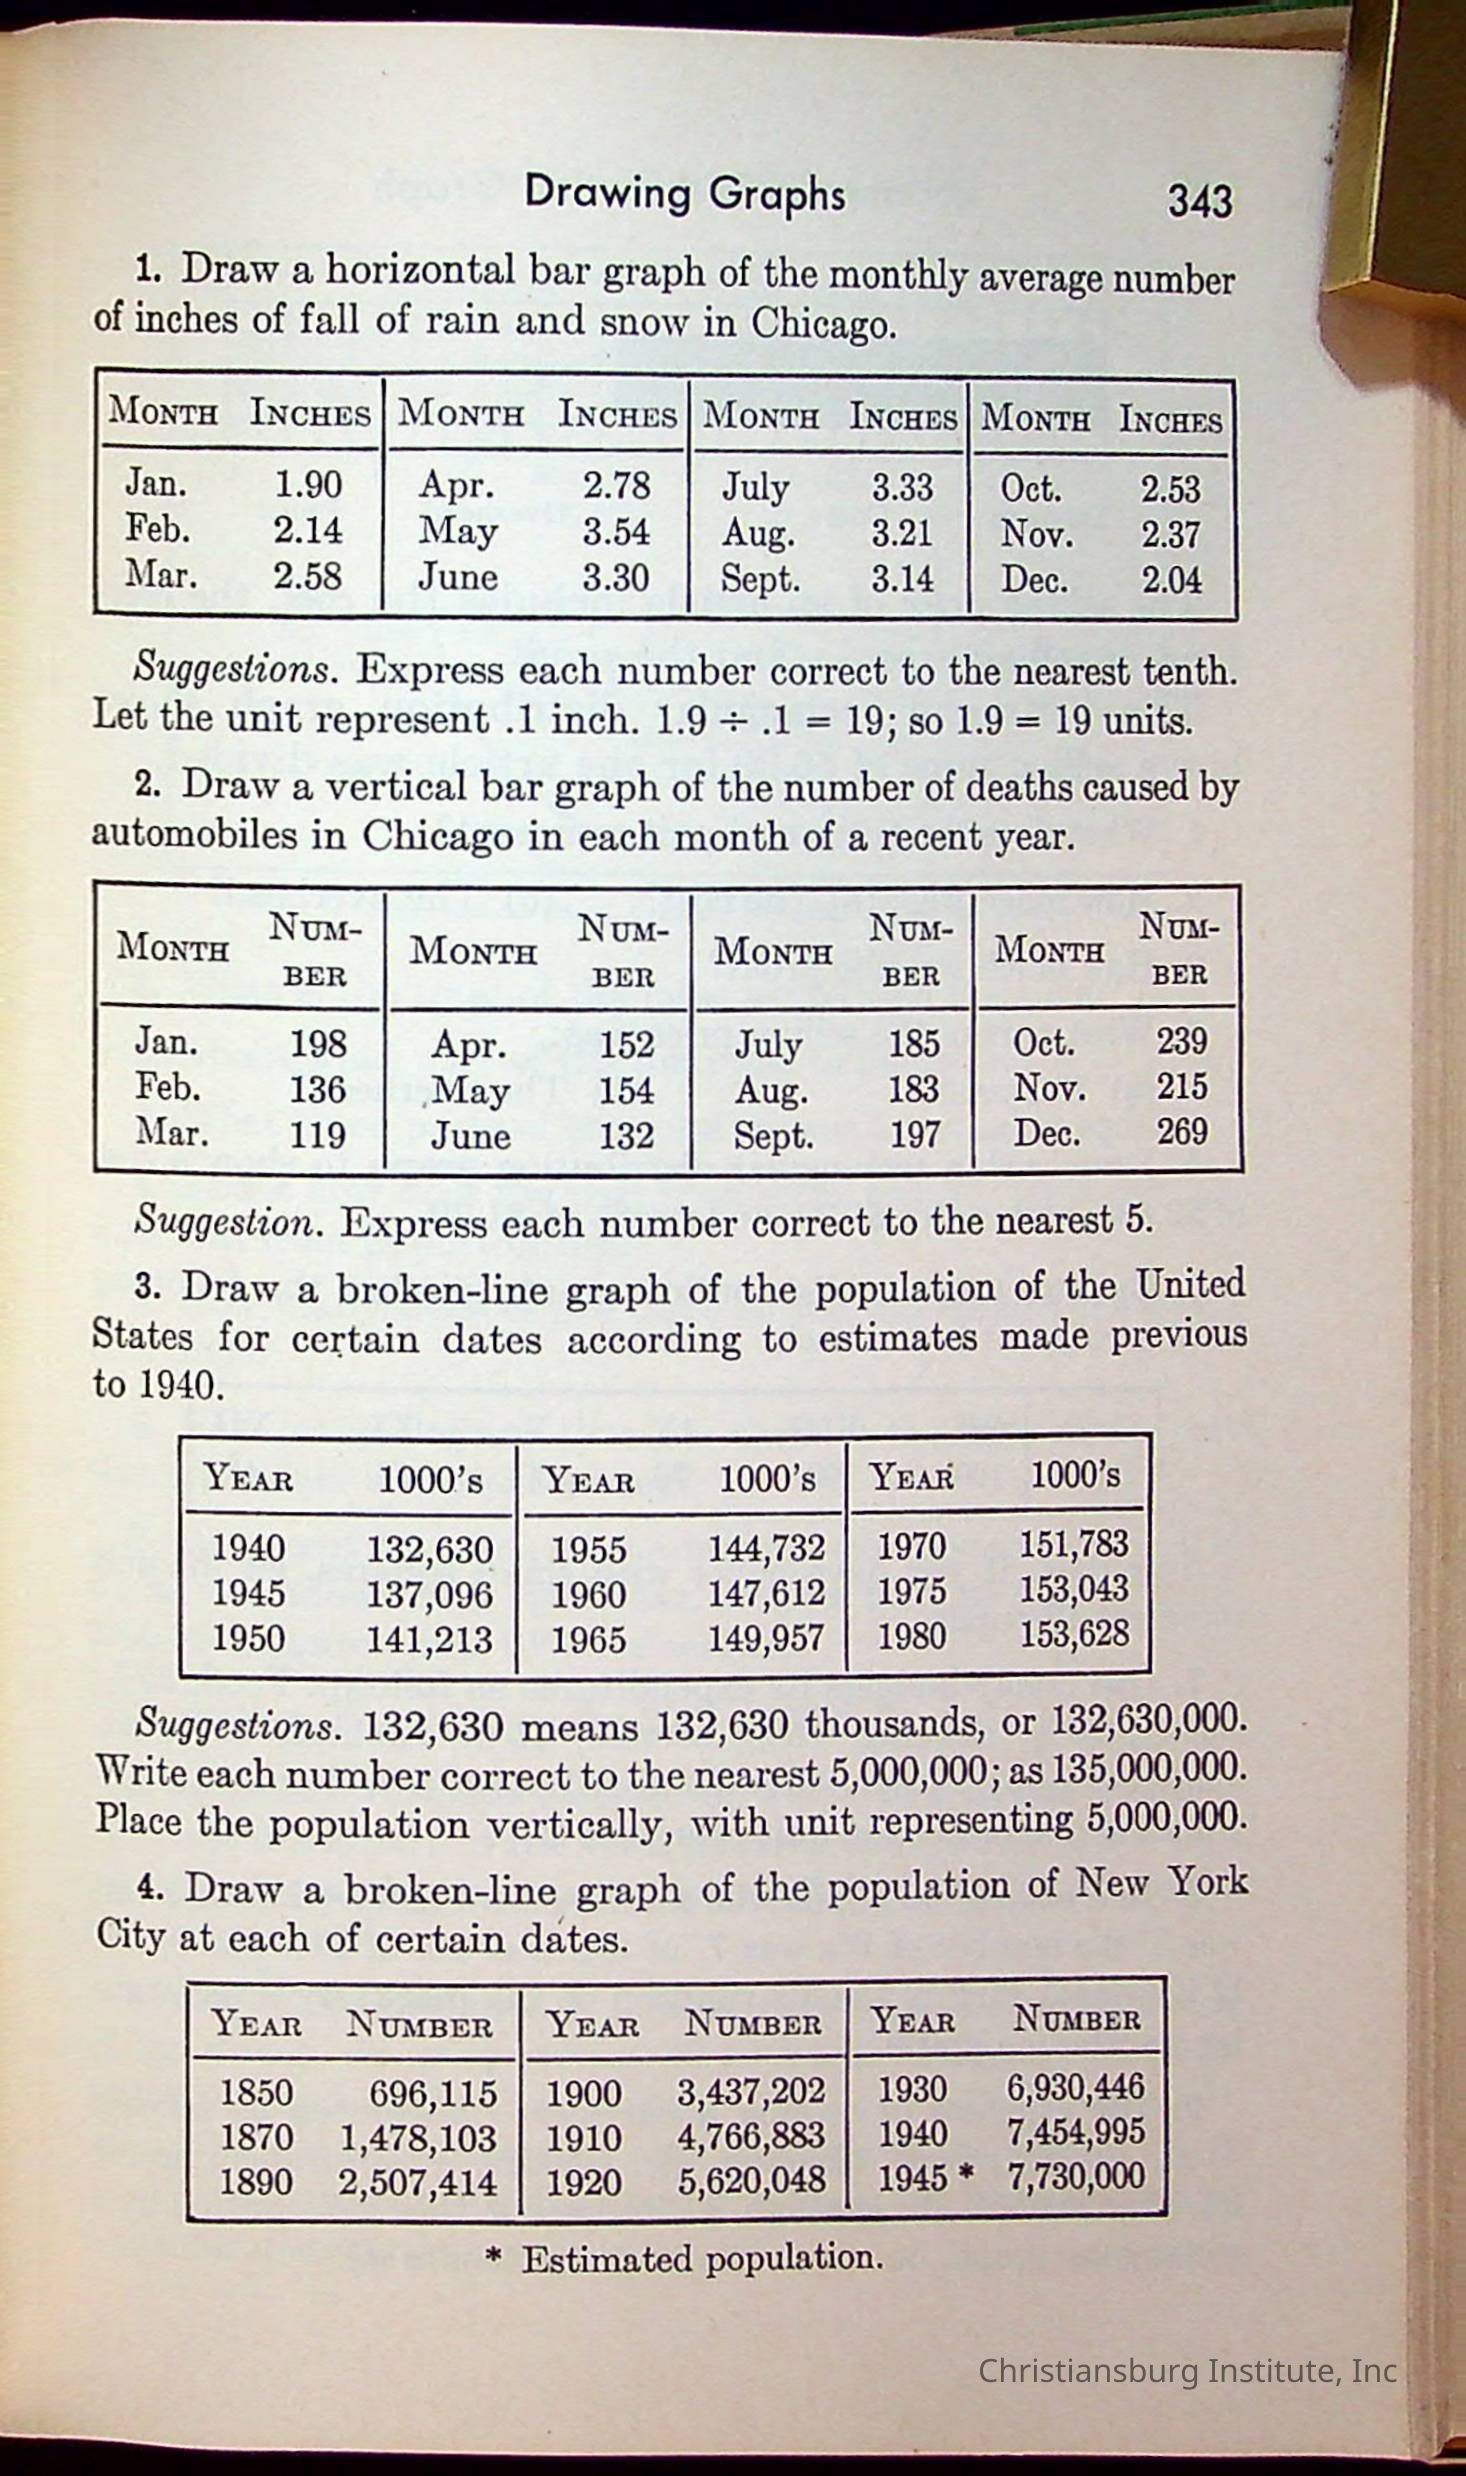 Drawing Graphs 343
1. Draw a horizontal bar graph of the monthly average number
of inches of fall of rain and snow in Chicago.
MONTH INCHES MONTH INCHES MONTH INCHES MONTH INCHES
Jan. 1.90 Apr. 2.78 July 3.33 Oct. 2.53
Feb. 2.14 May 3.54 Aug. 3.21 Nov. 2.37
Mar. 2.58 June 3.30 Sept. 3.14 Dec. 2.04
Suggestions. Express each number correct to the nearest tenth.
Let the unit represent .1 inch. 1.9 ÷ .1 = 19; so 1.9 = 19 units.
2. Draw a vertical bar graph of the number of deaths caused by
automobiles in Chicago in each month of a recent year.
MONTH NUM- MONTH NUM- MONTH NUM- MONTH NUM-
BER BER BER BER
Jan. 198 Apr. 152 July 185 Oct. 239
Feb. 136 May 154 Aug. 183 Nov. 215
Mar. 119 June 132 Sept. 197 Dec. 269
Suggestion. Express each number correct to the nearest 5.
3. Draw a broken-line graph of the population of the United
States for certain dates according to estimates made previous
to 1940.
YEAR 1000's YEAR 1000's YEAR 1000's
1940 132,630 1955 144,732 1970 151,783
1945 137,096 1960 147,612 1975 153,043
1950 141,213 1965 149,957 1980 153,628
Suggestions. 132,630 means 132,630 thousands, or 132,630,000.
Write each number correct to the nearest 5,000,000; as 135,000,000.
Place the population vertically, with unit representing 5,000,000.
4. Draw a broken-line graph of the population of New York
City at each of certain dates.
YEAR NUMBER YEAR NUMBER YEAR NUMBER
1850 696,115 1900 3,437,202 1930 6,930,446
1870 1,478,103 1910 4,766,883 1940 7,454,995
1890 2,507,414 1920 5,620,048 1945 * 7,730,000
* Estimated population.
Christiansburg Institute, Inc